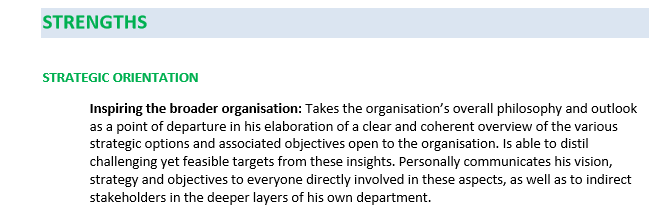 STRENGTHS
STRATEGIC ORIENTATION
Inspiring the broader organisation: Takes the organisation’s overall philosophy and outlook
as a point of departure in his elaboration of a clear and coherent overview of the various
strategic options and associated objectives open to the organisation. Is able to distil
challenging yet feasible targets from these insights. Personally communicates his vision,
strategy and objectives to everyone directly involved in these aspects, as well as to indirect
stakeholders in the deeper layers of his own department.